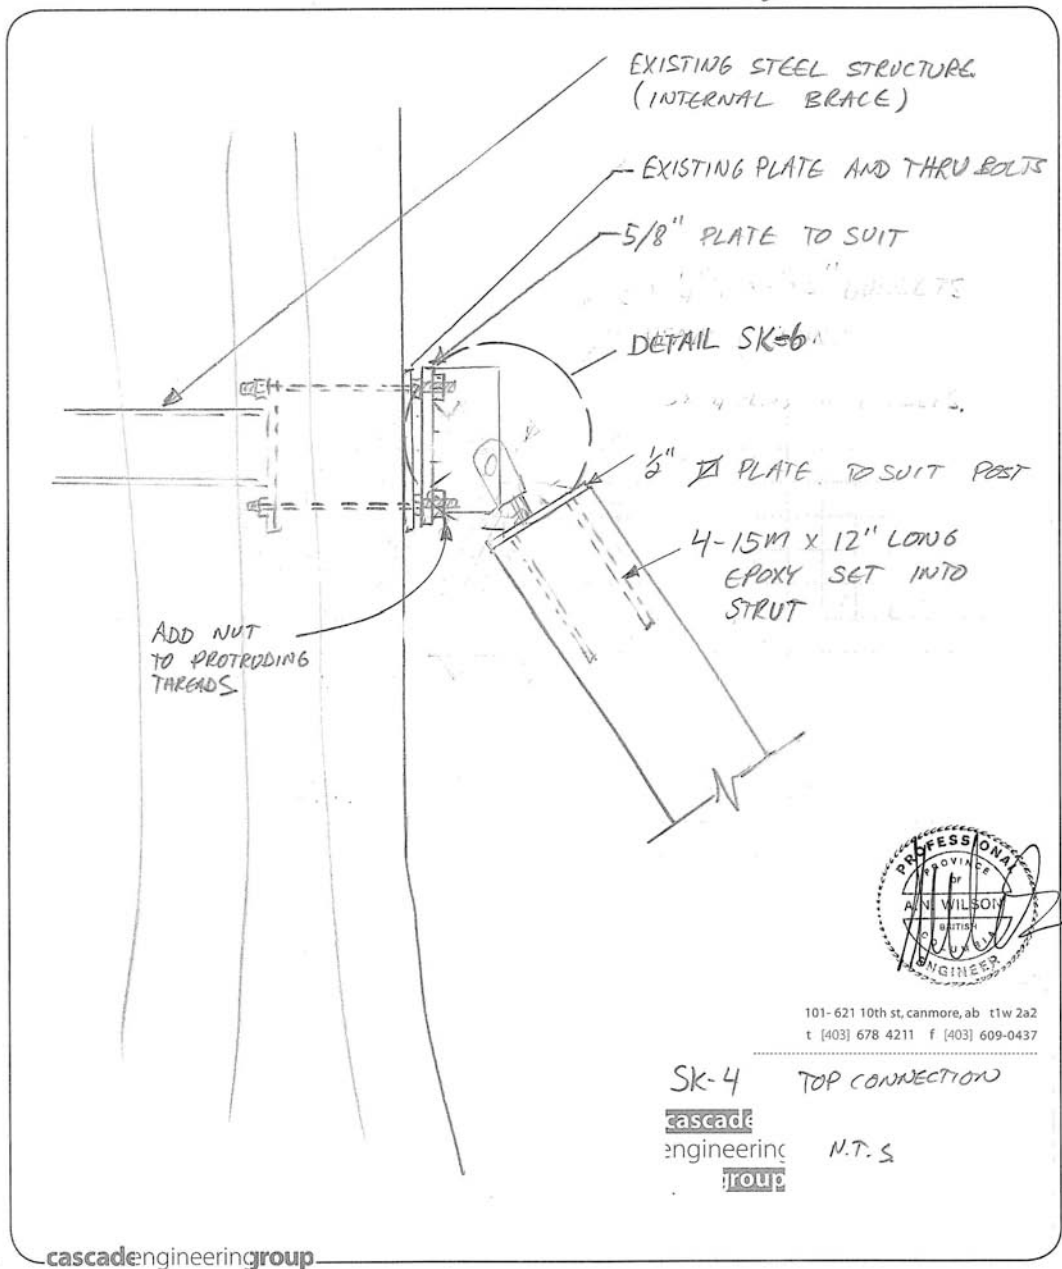 EXISTING STEEL STRUCTURE
(INTERNAL BRACE)
EXISTING PLATE AND THRU BOLTS
5/8" PLATE TO SUIT
DETAIL SK-6
1/2" PLATE TO SUIT POST
4-15M X 12" LONG
EPOXY SET INTO
STRUT
ADD NUT
TO PROTRUDING
THREADS
PROFESSIONAL
PROVINCE
OF
A.N. WILSON
BRITISH
COLUMBIA
ENGINEER
101- 621 10th st, canmore, ab t1w 2a2
t [403] 678 4211 f [403] 609-0437
SK-4 TOP CONNECTION
cascade
engineering
group
N.T.S
cascadengineeringgroup